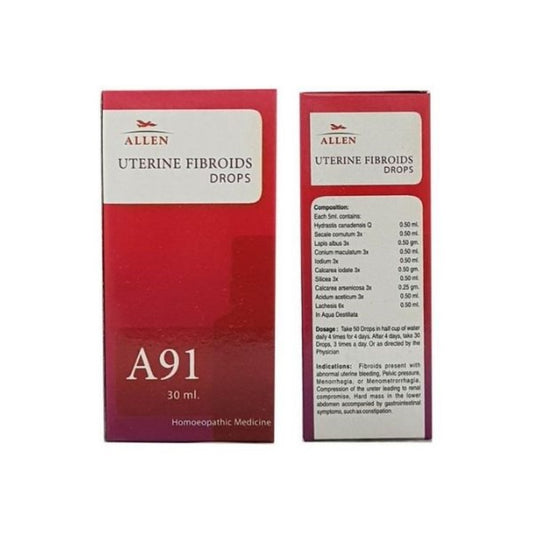 ALLEN
UTERINE FIBROIDS
DROPS
A91
30 ml.
Homoeopathic Medicine
ALLEN
UTERINE FIBROIDS
DROPS
Composition:
Each 5ml. contains:
Hydrastis canadensis Q 0.50 ml.
Secale cornutum 3x 0.50 ml.
Lapis albus 3x 0.50 gm.
Conium maculatum 3x 0.50 ml.
Iodium 3x 0.50 ml.
Calcarea iodate 3x 0.50 gm.
Silicea 3x 0.50 ml.
Calcarea arsenicosa 3x 0.25 gm.
Acidum aceticum 3x 0.50 ml.
Lachesis 6x 0.50 ml.
In Aqua Destillata
Dosage : Take 50 Drops in half cup of water
daily 4 times for 4 days. After 4 days, take 30
Drops, 3 times a day. Or as directed by the
Physician
Indications: Fibroids present with
abnormal uterine bleeding, Pelvic pressure,
Menorrhagia, or Menometrorrhagia.
Compression of the ureter leading to renal
compromise. Hard mass in the lower
abdomen accompanied by gastrointestinal
symptoms, such as constipation.